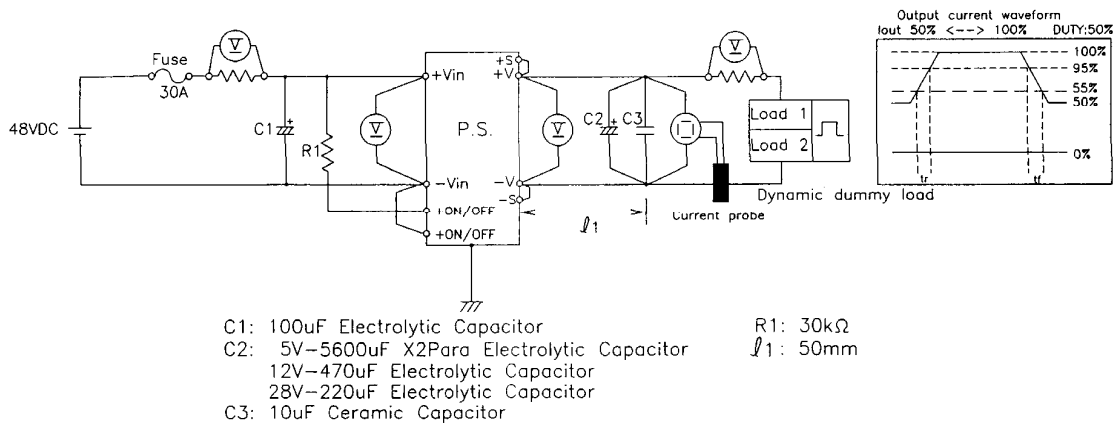 Output current waveform
Iout 50% <--> 100% DUTY:50%
100%
95%
55%
50%
0%
tr
tf
Fuse
30A
V
48VDC
C1
+
R1
V
+Vin
-Vin
+ON/OFF
+ON/OFF
P.S.
+S
+V
-V
-S
V
C2
+
C3
V
Load 1
Load 2
Dynamic dummy load
Current probe
ℓ1
C1: 100uF Electrolytic Capacitor
C2: 5V-5600uF X2Para Electrolytic Capacitor
12V-470uF Electrolytic Capacitor
28V-220uF Electrolytic Capacitor
C3: 10uF Ceramic Capacitor
R1: 30kΩ
ℓ1: 50mm